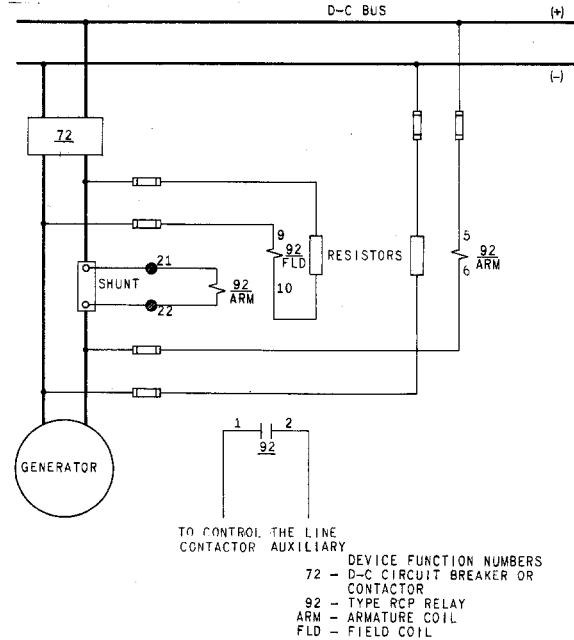 D-C BUS
(+)
(-)
72
9
92
FLD
10
RESISTORS
5
92
6
ARM
21
SHUNT
92
ARM
22
GENERATOR
1
2
92
TO CONTROL THE LINE
CONTACTOR AUXILIARY
DEVICE FUNCTION NUMBERS
72 - D-C CIRCUIT BREAKER OR
CONTACTOR
92 - TYPE RCP RELAY
ARM - ARMATURE COIL
FLD - FIELD COIL